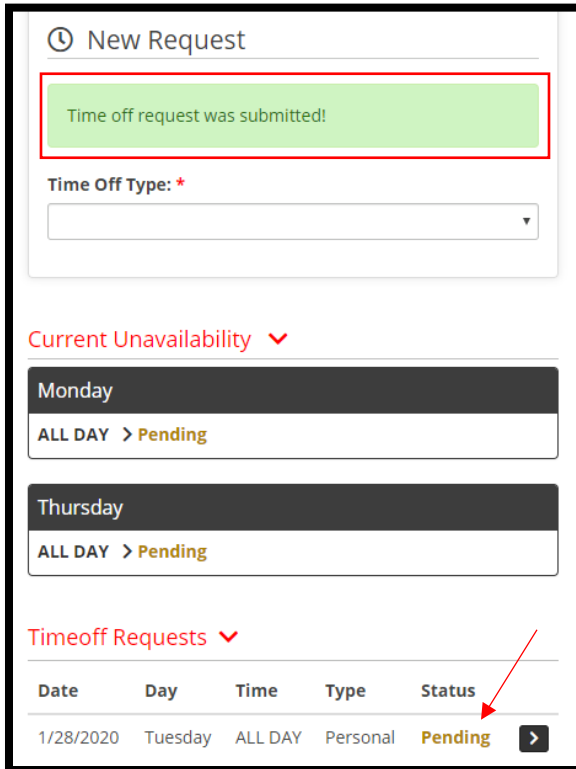 New Request
Time off request was submitted!
Time Off Type: *
Current Unavailability
Monday
ALL DAY > Pending
Thursday
ALL DAY > Pending
Timeoff Requests
Date Day Time Type Status
1/28/2020 Tuesday ALL DAY Personal Pending